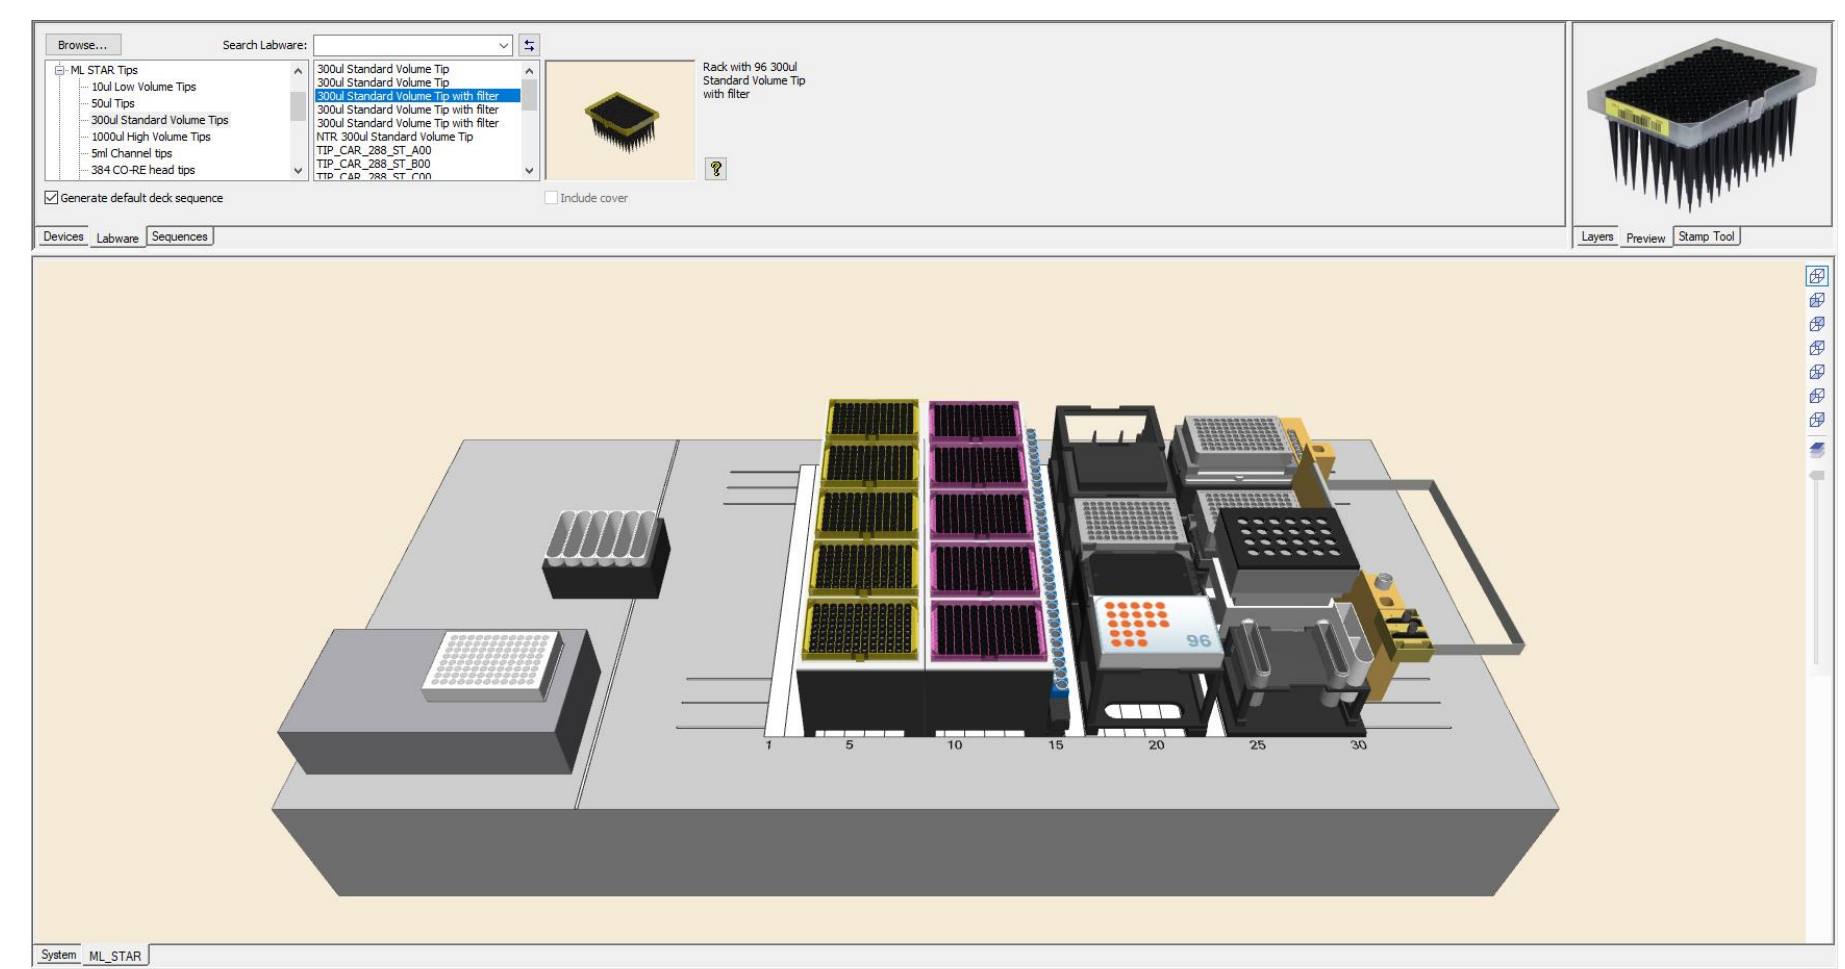 Browse...
Search Labware:
ML STAR Tips
10ul Low Volume Tips
50ul Tips
300ul Standard Volume Tips
1000ul High Volume Tips
5ml Channel tips
384 CO-RE head tips
300ul Standard Volume Tip
300ul Standard Volume Tip
300ul Standard Volume Tip with filter
300ul Standard Volume Tip with filter
300ul Standard Volume Tip with filter
NTR 300ul Standard Volume Tip
TIP_CAR_288_ST_A00
TIP_CAR_288_ST_B00
TIP_CAR_288_ST_C00
Rack with 96 300ul
Standard Volume Tip
with filter
?
Generate default deck sequence
Include cover
Devices Labware Sequences
Layers Preview Stamp Tool
96
1 5 10 15 20 25 30
System ML_STAR